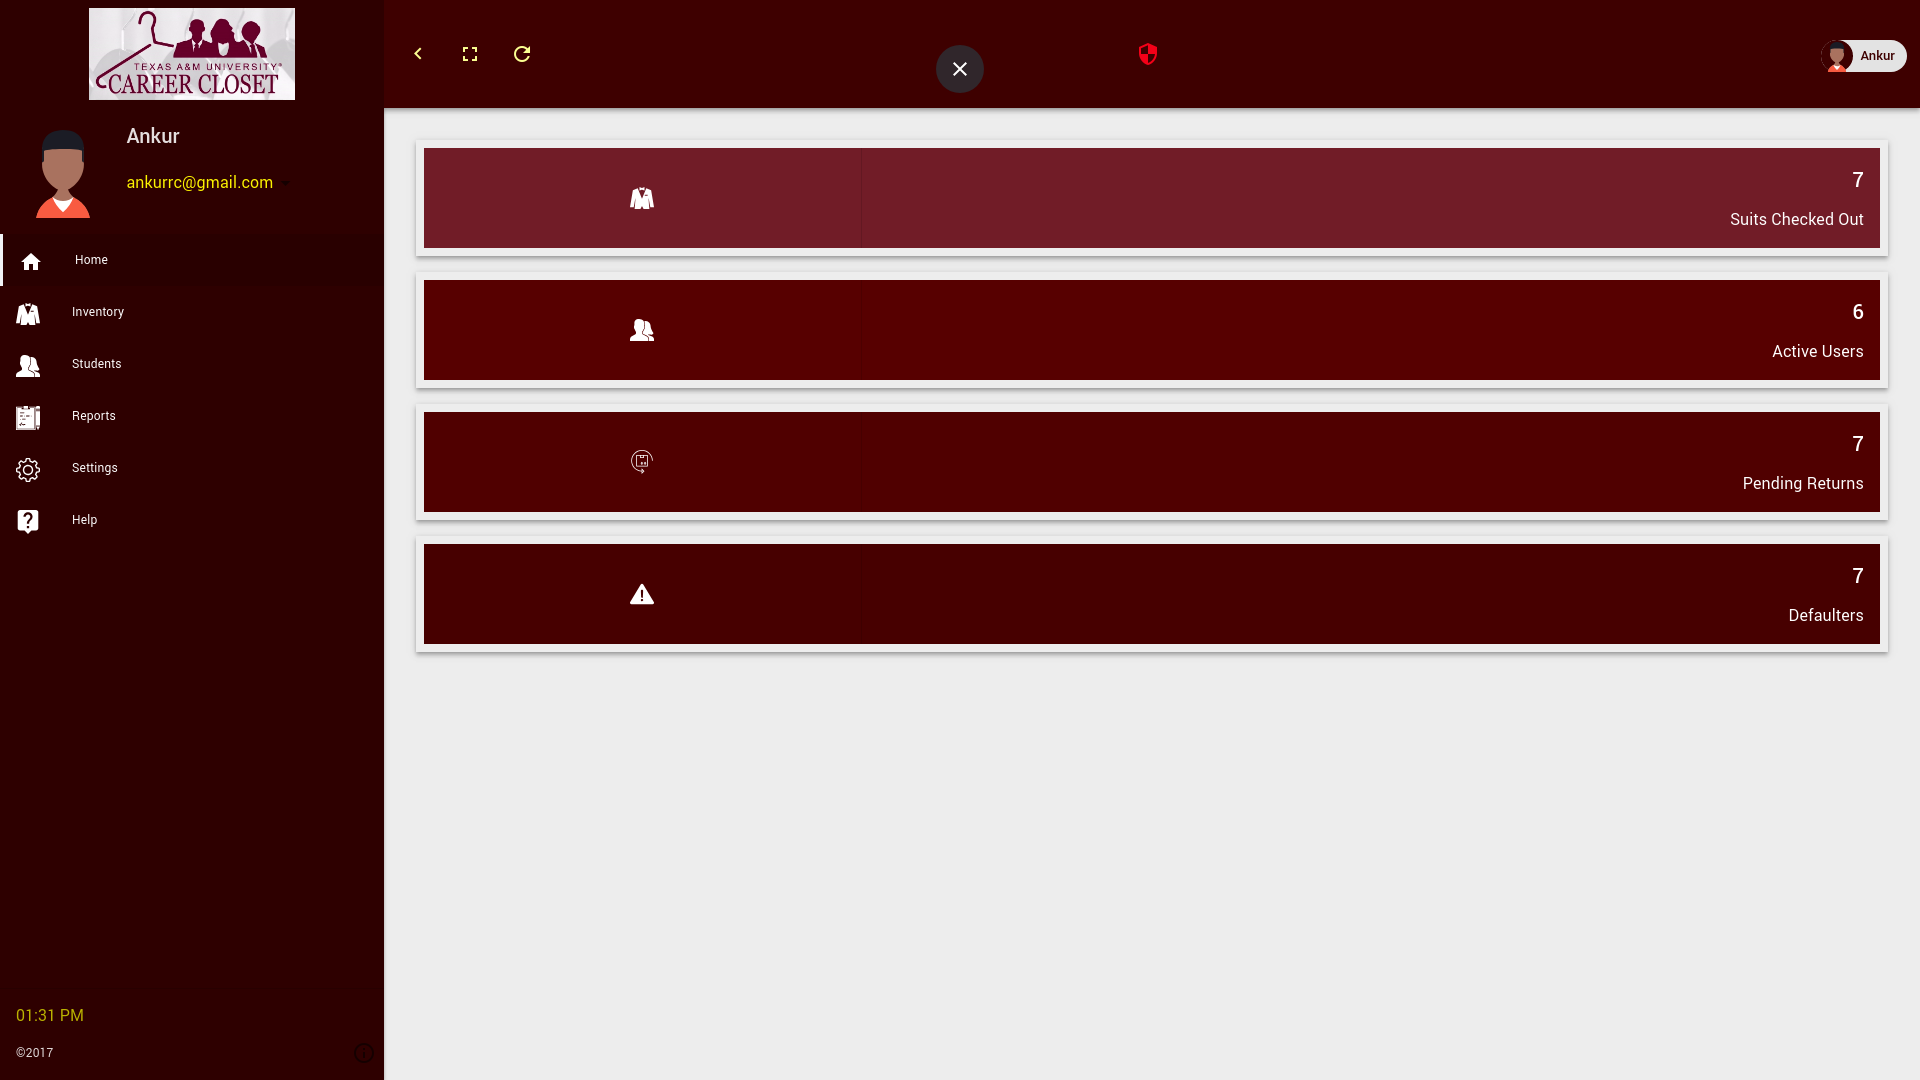 TEXAS A&M UNIVERSITY®
CAREER CLOSET
Ankur
ankurrc@gmail.com
Home
Inventory
Students
Reports
Settings
Help
01:31 PM
©2017
Ankur
7
Suits Checked Out
6
Active Users
7
Pending Returns
7
Defaulters